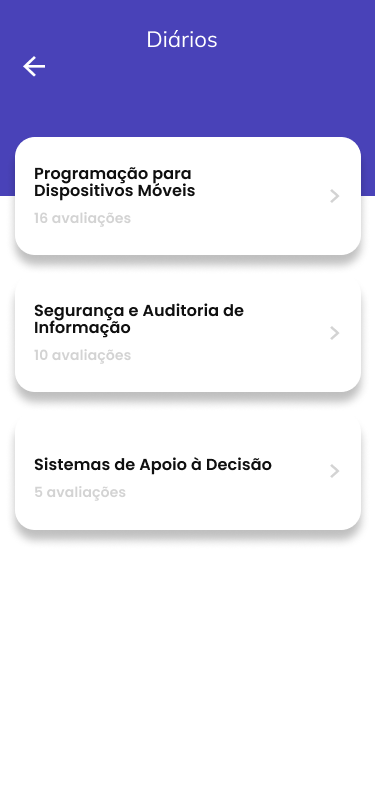 Diários
Programação para
Dispositivos Móveis
16 avaliações
Segurança e Auditoria de
Informação
10 avaliações
Sistemas de Apoio à Decisão
5 avaliações